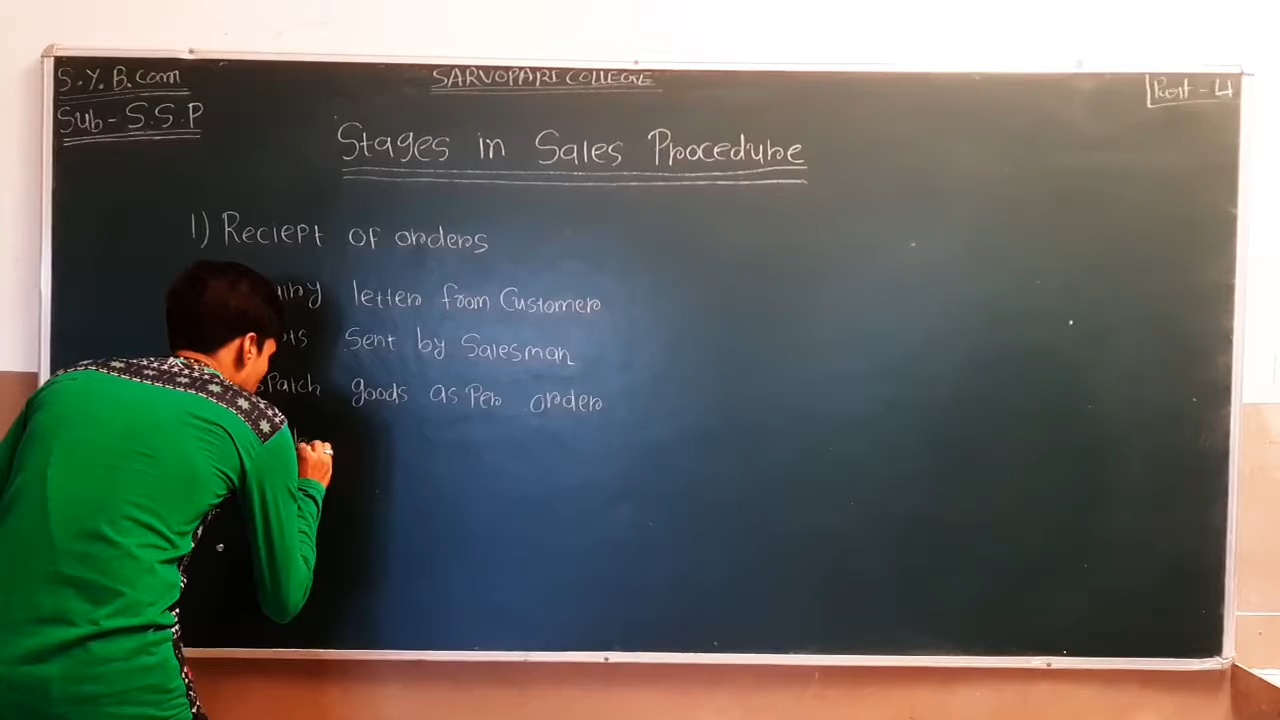 S.Y.B.com
SARVOPARI COLLEGE
Part - 4
Sub - S.S.P
Stages in Sales Procedure
1) Reciept of orders
letter from Customer
Sent by Salesman
goods as Per order